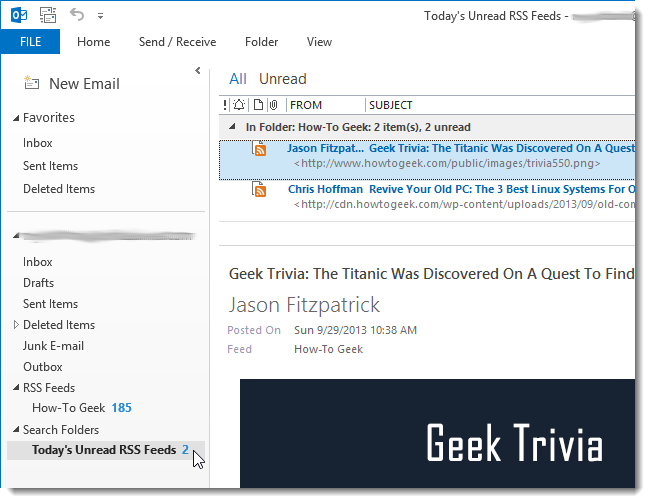 Today's Unread RSS Feeds -
FILE Home Send / Receive Folder View
New Email
Favorites
Inbox
Sent Items
Deleted Items
Inbox
Drafts
Sent Items
Deleted Items
Junk E-mail
Outbox
RSS Feeds
How-To Geek 185
Search Folders
Today's Unread RSS Feeds 2
All Unread
! FROM SUBJECT
In Folder: How-To Geek: 2 item(s), 2 unread
Jason Fitzpat... Geek Trivia: The Titanic Was Discovered On A Quest
<http://www.howtogeek.com/public/images/trivia550.png>
Chris Hoffman Revive Your Old PC: The 3 Best Linux Systems For O
<http://cdn.howtogeek.com/wp-content/uploads/2013/09/old-com
Geek Trivia: The Titanic Was Discovered On A Quest To Find
Jason Fitzpatrick
Posted On Sun 9/29/2013 10:38 AM
Feed How-To Geek
Geek Trivia